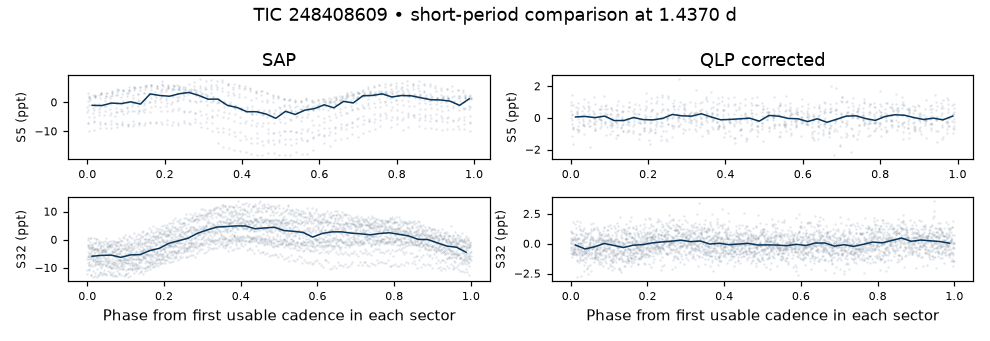 TIC 248408609 • short-period comparison at 1.4370 d
SAP
QLP corrected
S5 (ppt)
0
−10
0.0 0.2 0.4 0.6 0.8 1.0
S5 (ppt)
2
0
−2
0.0 0.2 0.4 0.6 0.8 1.0
S32 (ppt)
10
0
−10
0.0 0.2 0.4 0.6 0.8 1.0
Phase from first usable cadence in each sector
S32 (ppt)
2.5
0.0
−2.5
0.0 0.2 0.4 0.6 0.8 1.0
Phase from first usable cadence in each sector